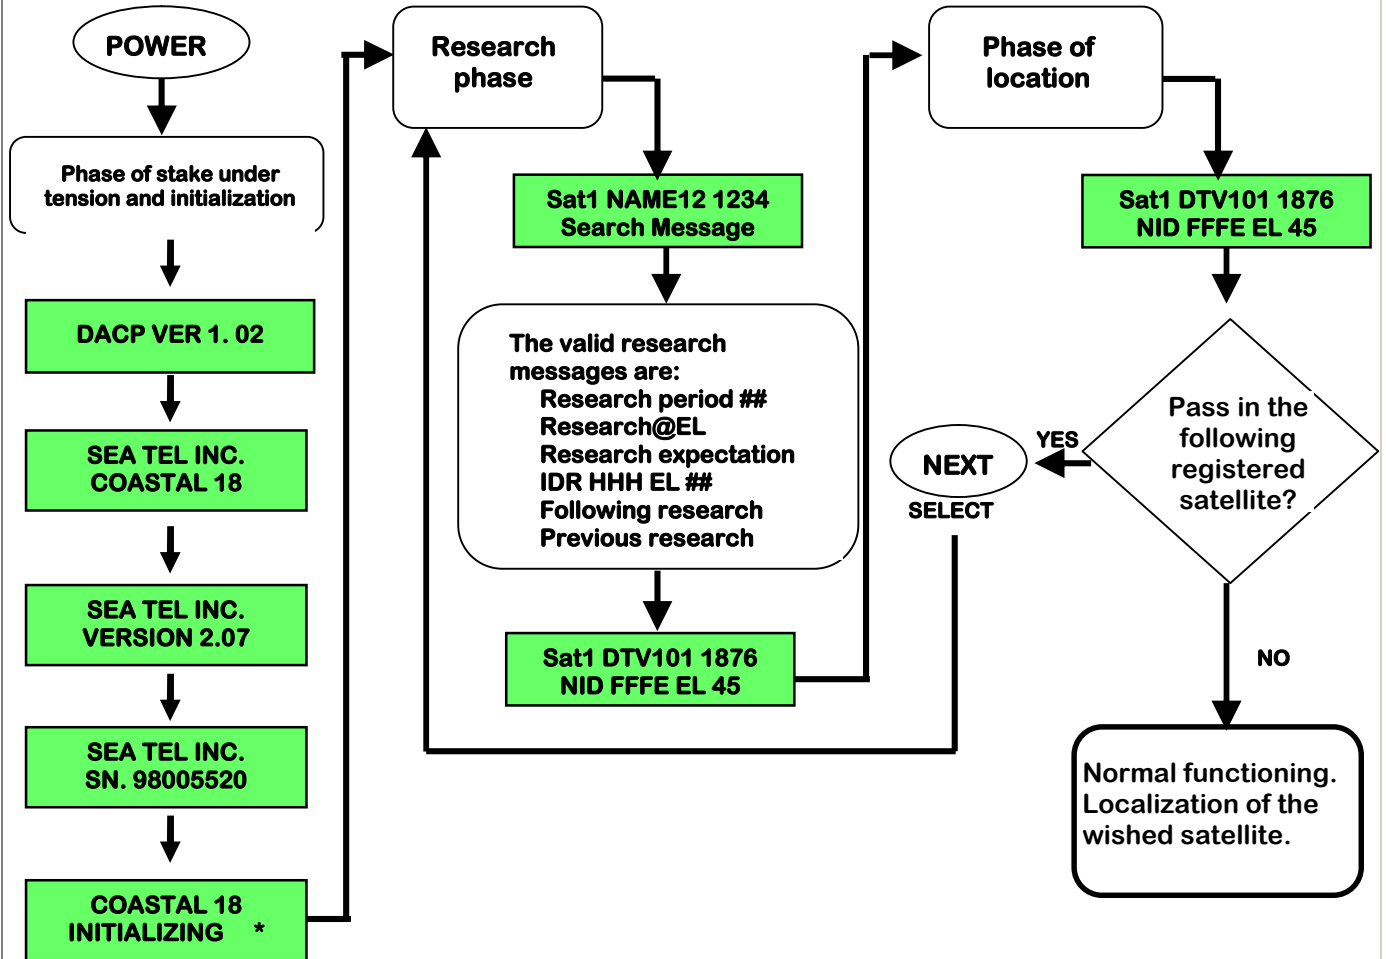 POWER
Phase of stake under
tension and initialization
DACP VER 1. 02
SEA TEL INC.
COASTAL 18
SEA TEL INC.
VERSION 2.07
SEA TEL INC.
SN. 98005520
COASTAL 18
INITIALIZING *
Research
phase
Sat1 NAME12 1234
Search Message
The valid research
messages are:
Research period ##
Research@EL
Research expectation
IDR HHH EL ##
Following research
Previous research
Sat1 DTV101 1876
NID FFFE EL 45
Phase of
location
Sat1 DTV101 1876
NID FFFE EL 45
Pass in the
following
registered
satellite?
YES
NEXT
SELECT
NO
Normal functioning.
Localization of the
wished satellite.